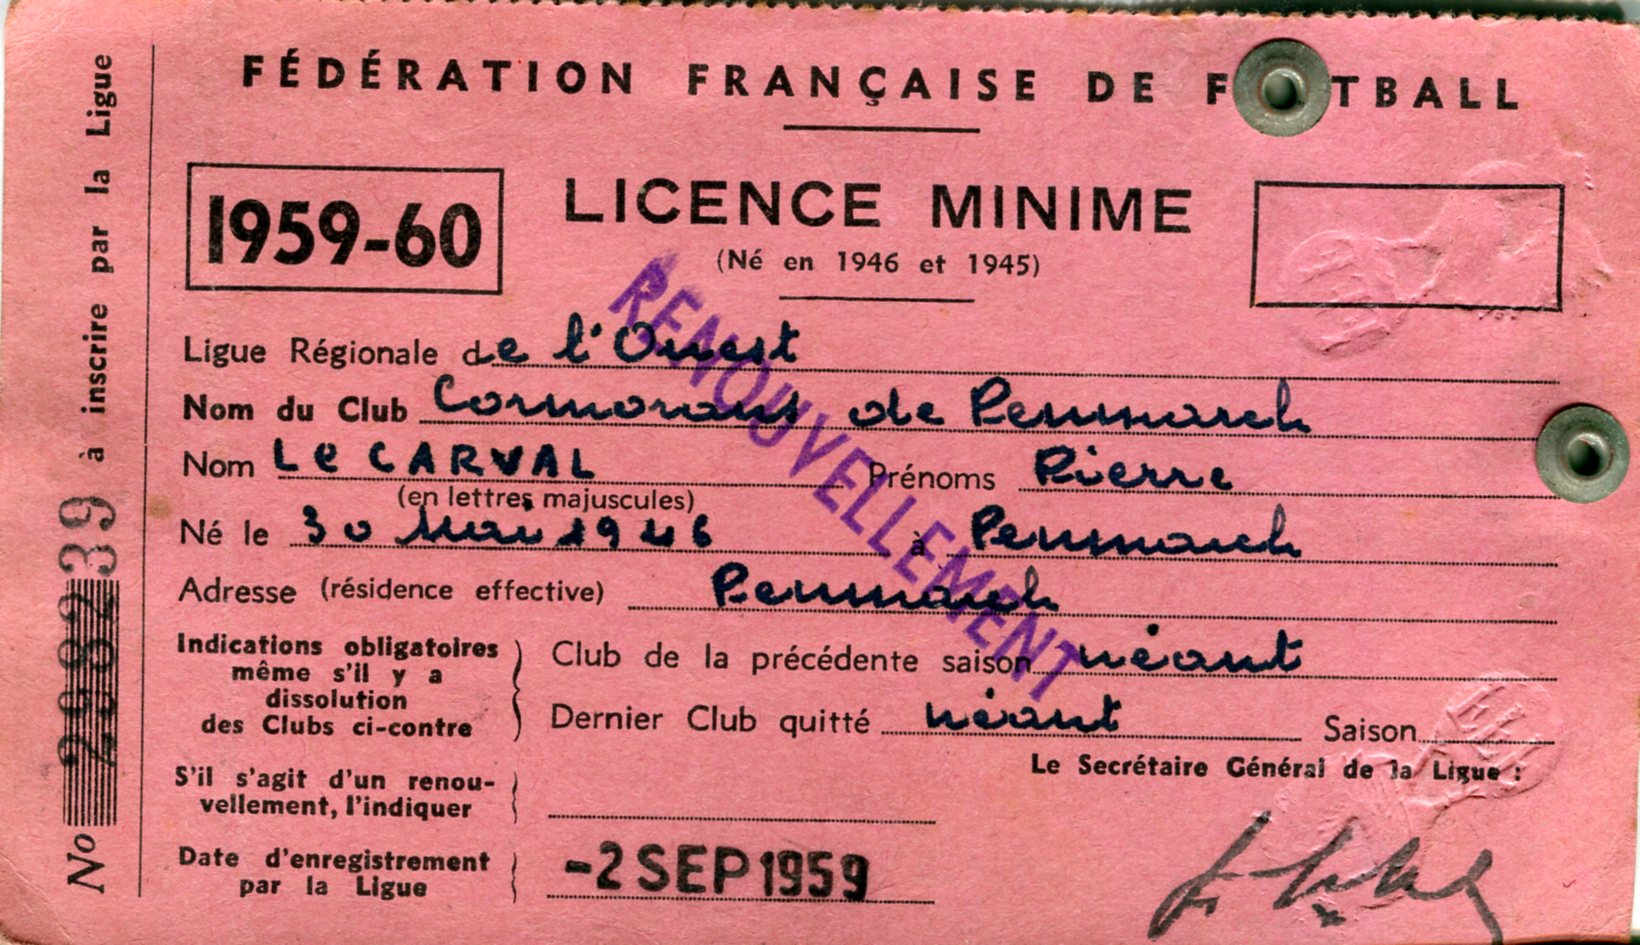 FÉDÉRATION FRANÇAISE DE F TBALL
1959-60
LICENCE MINIME
(Né en 1946 et 1945)
RENOUVELLEMENT
Ligue Régionale de l'Ouest
Nom du Club Cormorans de Penmarch
Nom Le CARVAL Prénoms Pierre
(en lettres majuscules)
Né le 30 Mai 1946 à Penmarch
Adresse (résidence effective) Penmarch
Indications obligatoires
même s'il y a
dissolution
des Clubs ci-contre
Club de la précédente saison néant
Dernier Club quitté néant Saison
Le Secrétaire Général de la Ligue :
S'il s'agit d'un renou-
vellement, l'indiquer
Date d'enregistrement
par la Ligue
-2 SEP 1959
No à inscrire par la Ligue